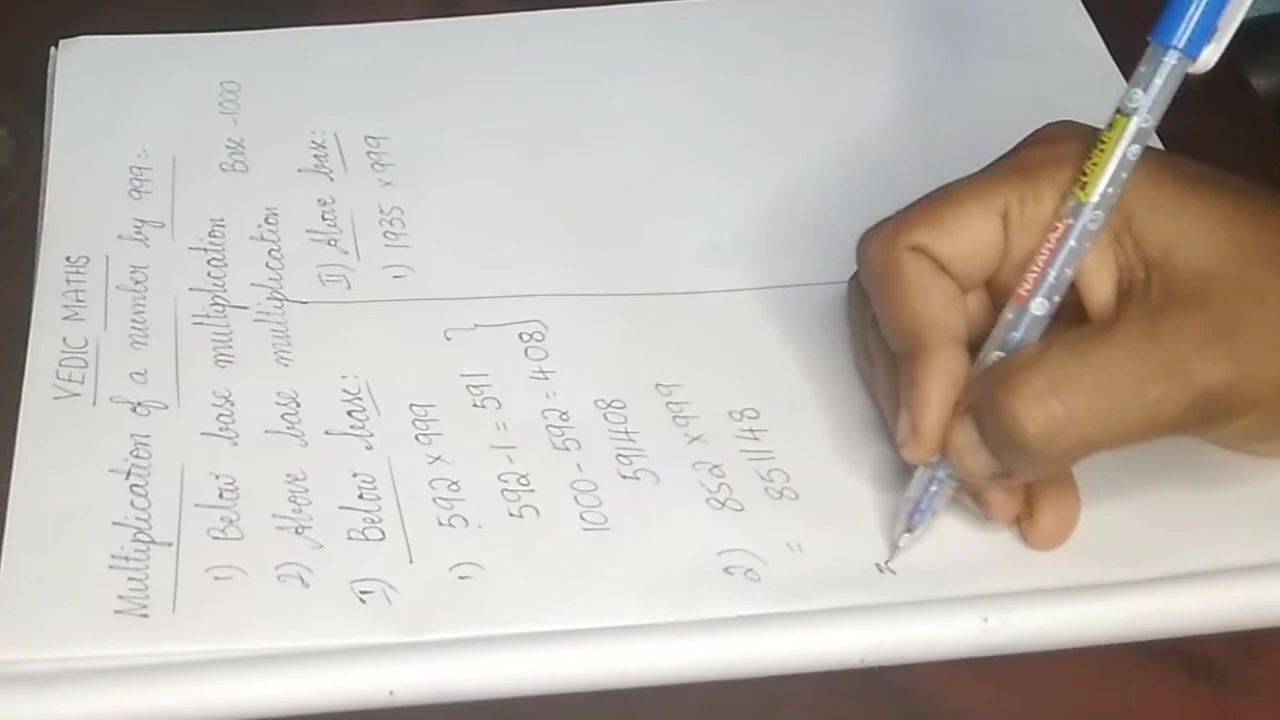 VEDIC MATHS
Multiplication of a number by 999:-
1) Below base multiplication Base -1000
2) Above base multiplication
I) Below base:
1) 592 × 999
592 - 1 = 591
1000 - 592 = 408
591408
2) 852 × 999
= 851148
II) Above base:
1) 1935 × 999
NATARAJ